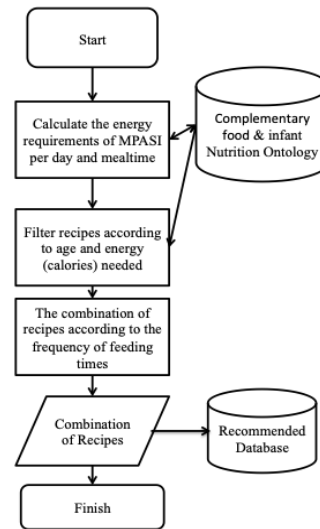 Start
Calculate the energy
requirements of MPASI
per day and mealtime
Complementary
food & infant
Nutrition Ontology
Filter recipes according
to age and energy
(calories) needed
The combination of
recipes according to the
frequency of feeding
times
Combination
of Recipes
Recommended
Database
Finish